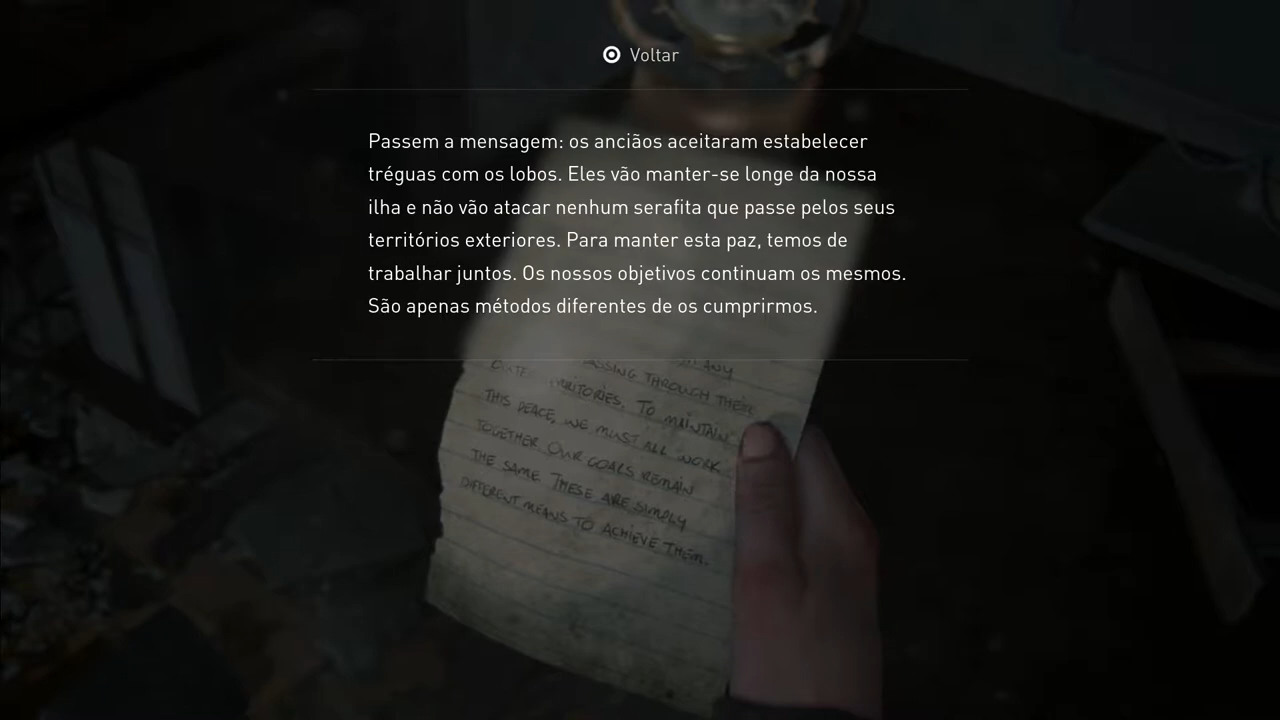 Voltar
Passem a mensagem: os anciãos aceitaram estabelecer
tréguas com os lobos. Eles vão manter-se longe da nossa
ilha e não vão atacar nenhum serafita que passe pelos seus
territórios exteriores. Para manter esta paz, temos de
trabalhar juntos. Os nossos objetivos continuam os mesmos.
São apenas métodos diferentes de os cumprirmos.
ANY
THROUGH THEIR
TO MAINTAIN
THIS PEACE, WE MUST ALL WORK
TOGETHER. OUR GOALS REMAIN
THE SAME. THESE ARE SIMPLY
DIFFERENT MEANS TO ACHIEVE THEM.